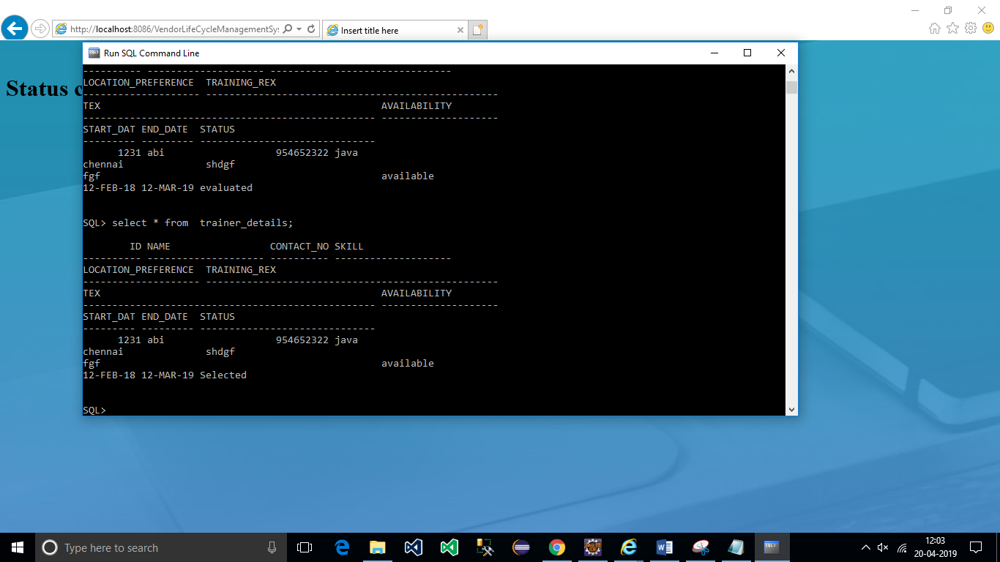 http://localhost:8086/VendorLifeCycleManagementSy
Insert title here
Run SQL Command Line
Status c
---------- -------------------- ---------- --------------------
LOCATION_PREFERENCE  TRAINING_REX
-------------------- --------------------------------------------------
TEX                                                AVAILABILITY
-------------------------------------------------- --------------------
START_DAT END_DATE  STATUS
--------- --------- ------------------------------
      1231 abi                   954652322 java
chennai              shdgf
fgf                                                available
12-FEB-18 12-MAR-19 evaluated
SQL> select * from  trainer_details;
        ID NAME                 CONTACT_NO SKILL
---------- -------------------- ---------- --------------------
LOCATION_PREFERENCE  TRAINING_REX
-------------------- --------------------------------------------------
TEX                                                AVAILABILITY
-------------------------------------------------- --------------------
START_DAT END_DATE  STATUS
--------- --------- ------------------------------
      1231 abi                   954652322 java
chennai              shdgf
fgf                                                available
12-FEB-18 12-MAR-19 Selected
SQL>
Type here to search
12:03
20-04-2019